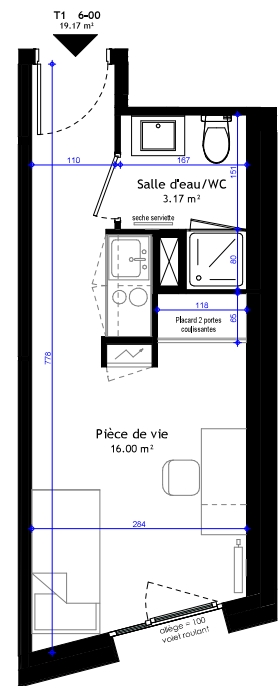 T1 6-00
19.17 m²
110
167
151
Salle d'eau/WC
3.17 m²
seche serviette
80
118
65
Placard 2 portes
coulissantes
778
Pièce de vie
16.00 m²
284
allège = 100
volet roulant